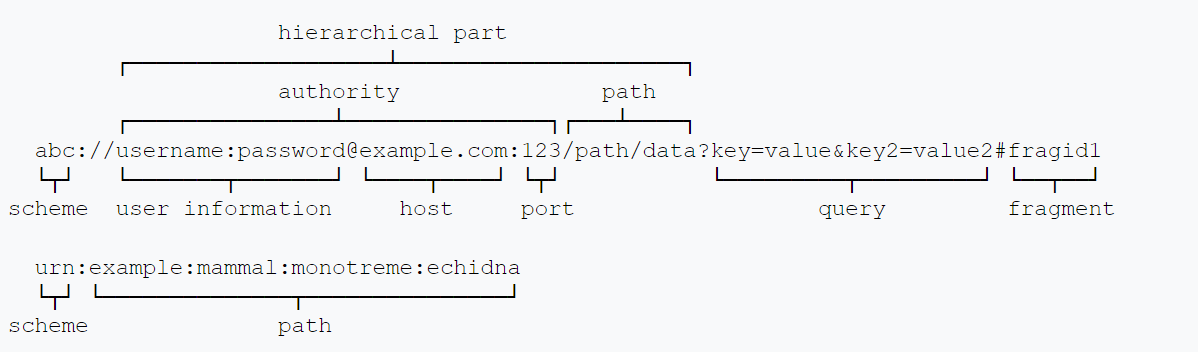 hierarchical part
authority path
abc://username:password@example.com:123/path/data?key=value&key2=value2#fragid1
scheme user information host port query fragment
urn:example:mammal:monotreme:echidna
scheme path